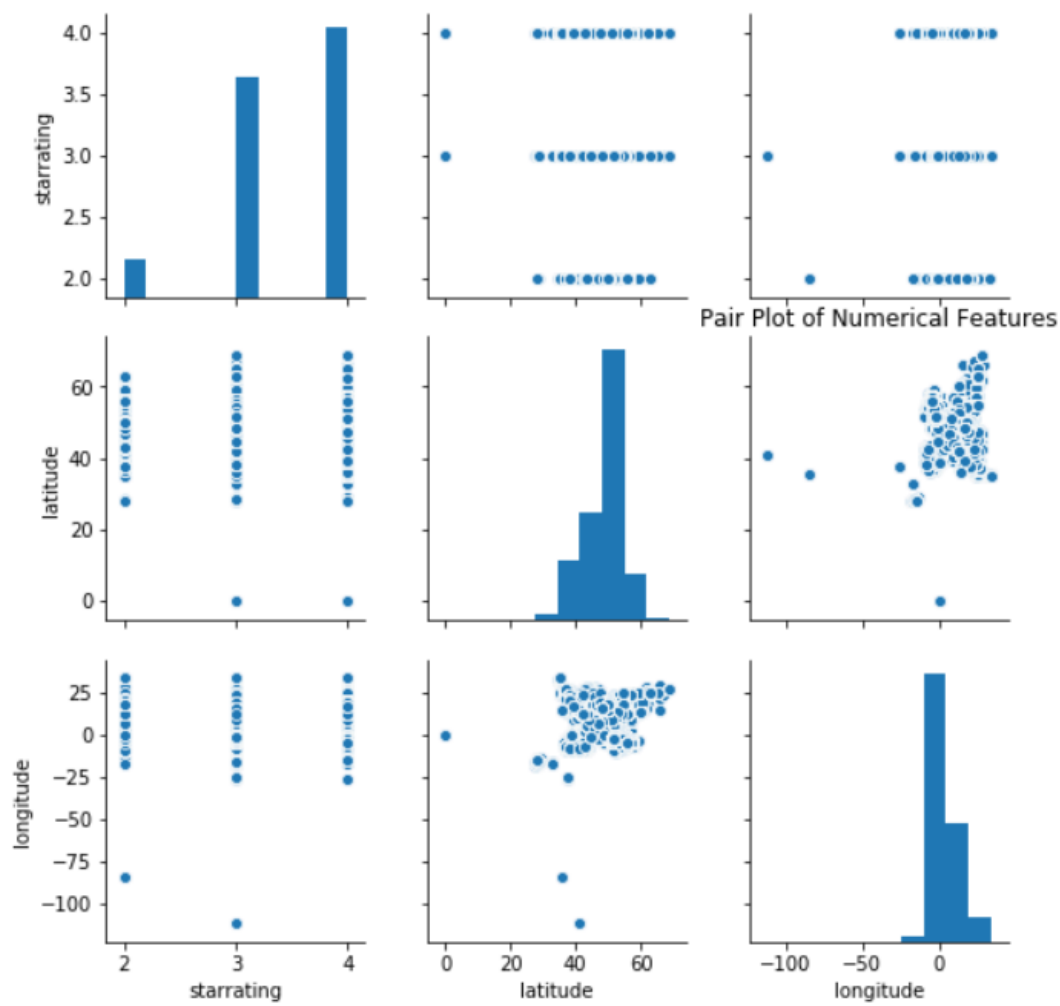 4.0
3.5
3.0
2.5
2.0
starrating
Pair Plot of Numerical Features
60
40
20
0
latitude
25
0
−25
−50
−75
−100
longitude
2 3 4
starrating
0 20 40 60
latitude
−100 −50 0
longitude